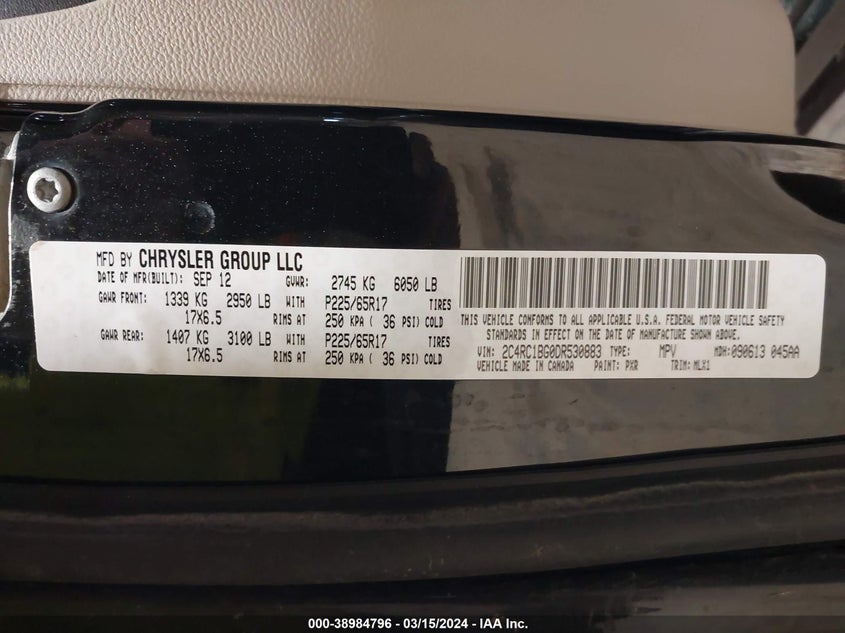 MFD BY CHRYSLER GROUP LLC
DATE OF MFR(BUILT): SEP 12 GVWR: 2745 KG 6050 LB
GAWR FRONT: 1339 KG 2950 LB WITH P225/65R17 TIRES
17X6.5 RIMS AT 250 KPA ( 36 PSI) COLD
GAWR REAR: 1407 KG 3100 LB WITH P225/65R17 TIRES
17X6.5 RIMS AT 250 KPA ( 36 PSI) COLD
THIS VEHICLE CONFORMS TO ALL APPLICABLE U.S.A. FEDERAL MOTOR VEHICLE SAFETY
STANDARDS IN EFFECT ON THE DATE OF MANUFACTURE SHOWN ABOVE.
VIN: 2C4RC1BG0DR530883 TYPE: MPV MDH: 090613 045AA
VEHICLE MADE IN CANADA PAINT: PXR TRIM: MLX1
000-38984796 - 03/15/2024 - IAA Inc.